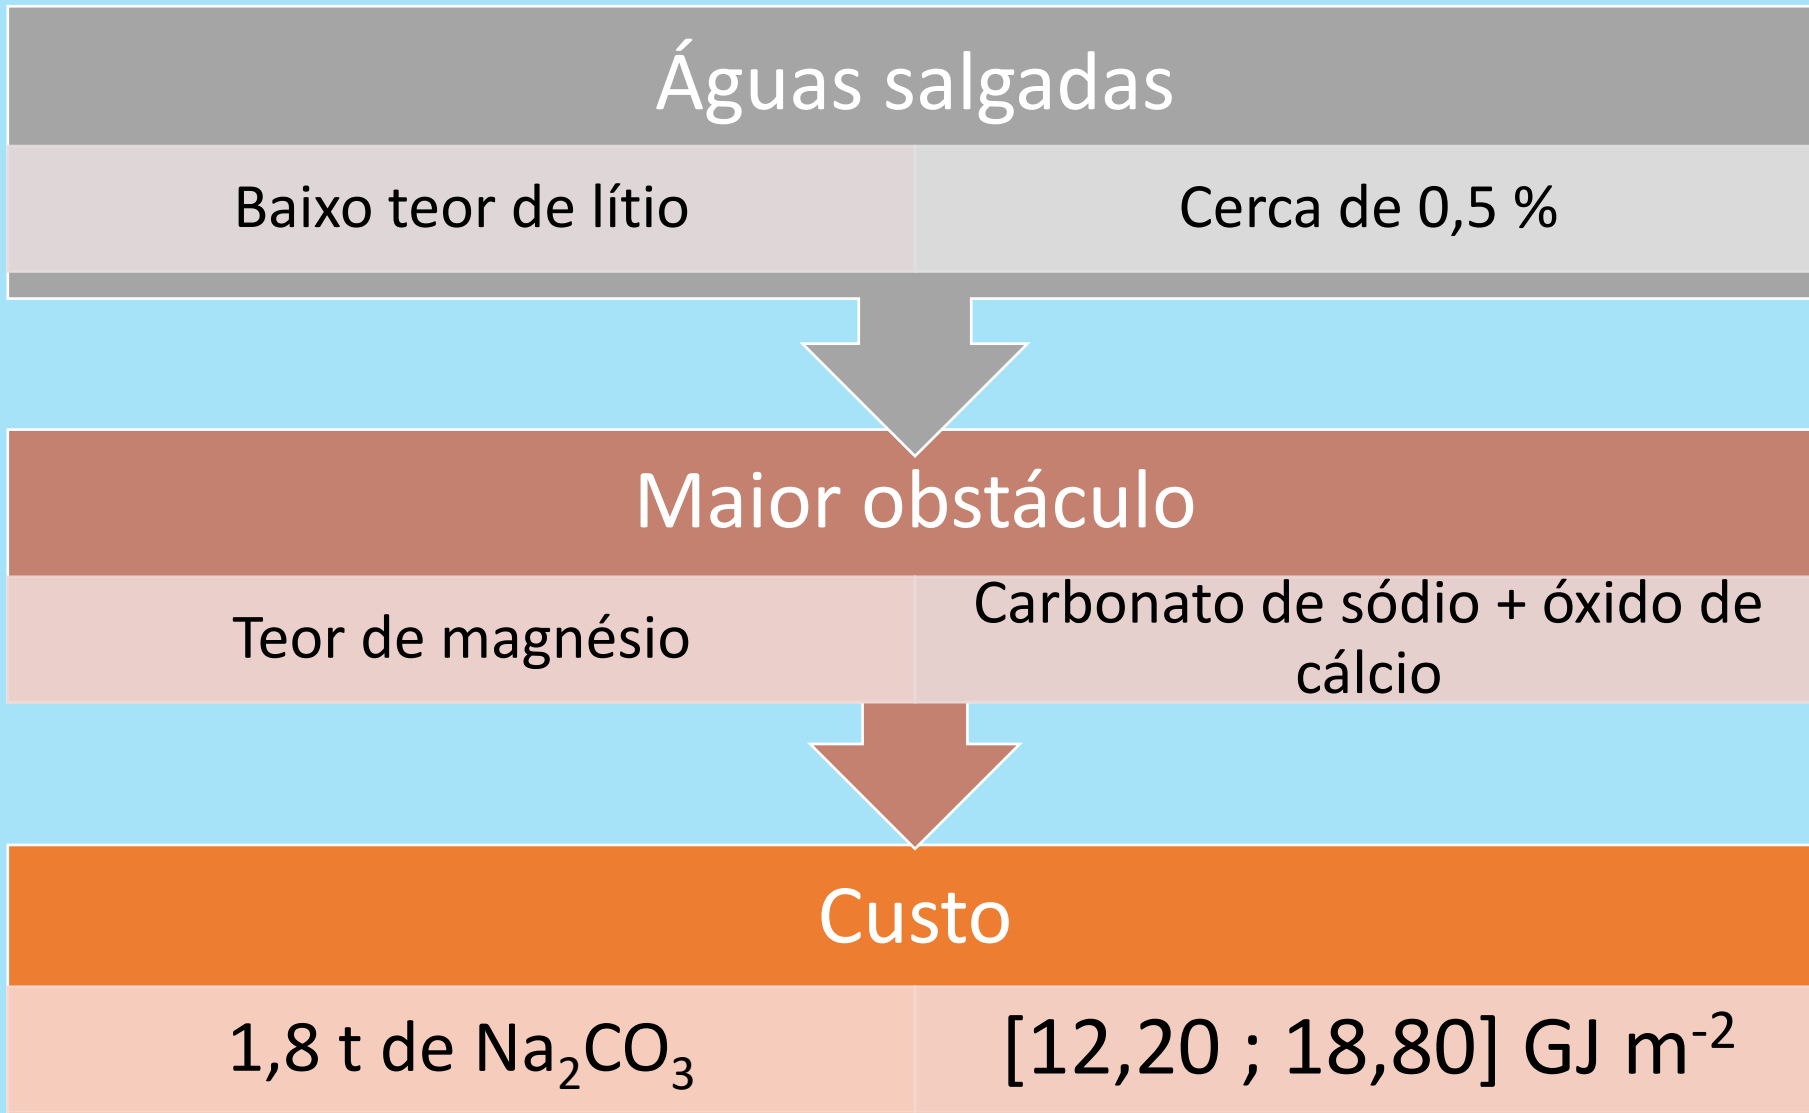 Águas salgadas
Baixo teor de lítio
Cerca de 0,5 %
Maior obstáculo
Teor de magnésio
Carbonato de sódio + óxido de
cálcio
Custo
1,8 t de Na₂CO₃
[12,20 ; 18,80] GJ m⁻²